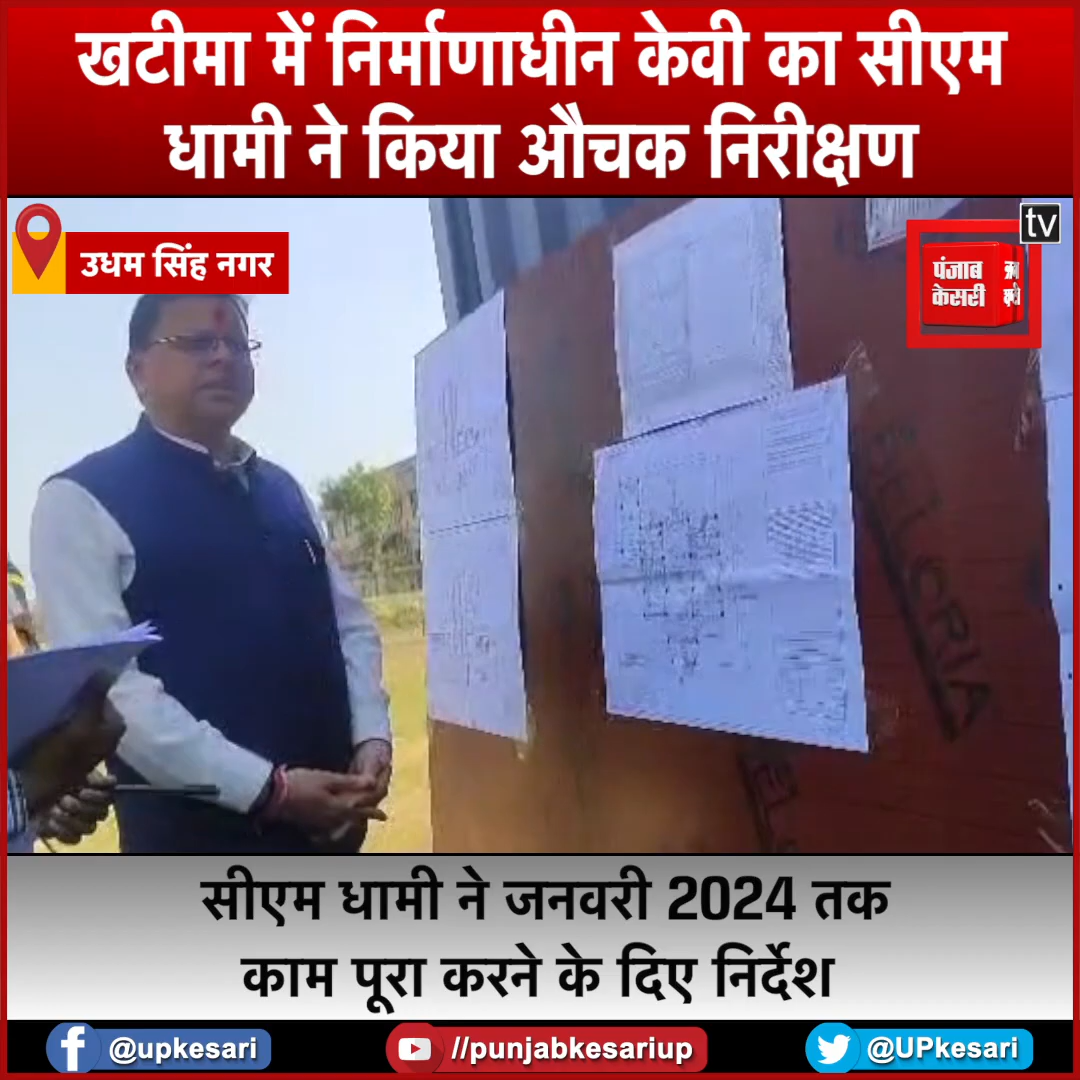 खटीमा में निर्माणाधीन केवी का सीएम
धामी ने किया औचक निरीक्षण
उधम सिंह नगर
tv
पंजाब
केसरी
सीएम धामी ने जनवरी 2024 तक
काम पूरा करने के दिए निर्देश
@upkesari
//punjabkesariup
@UPkesari